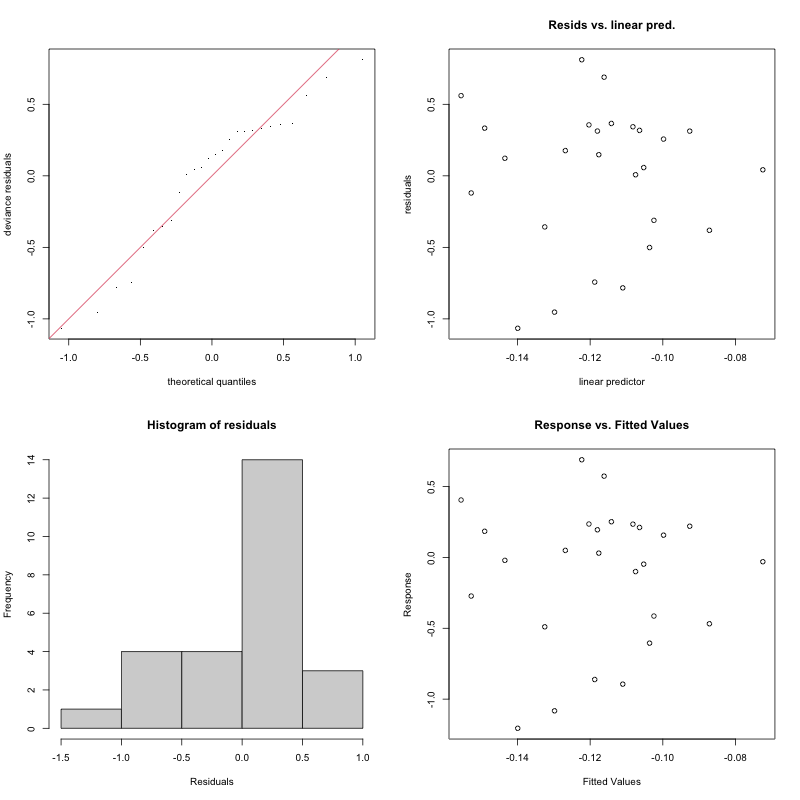 deviance residuals
-1.0
-0.5
0.0
0.5
-1.0 -0.5 0.0 0.5 1.0
theoretical quantiles
Resids vs. linear pred.
residuals
-1.0
-0.5
0.0
0.5
-0.14 -0.12 -0.10 -0.08
linear predictor
Histogram of residuals
Frequency
0
2
4
6
8
10
12
14
-1.5 -1.0 -0.5 0.0 0.5 1.0
Residuals
Response vs. Fitted Values
Response
-1.0
-0.5
0.0
0.5
-0.14 -0.12 -0.10 -0.08
Fitted Values